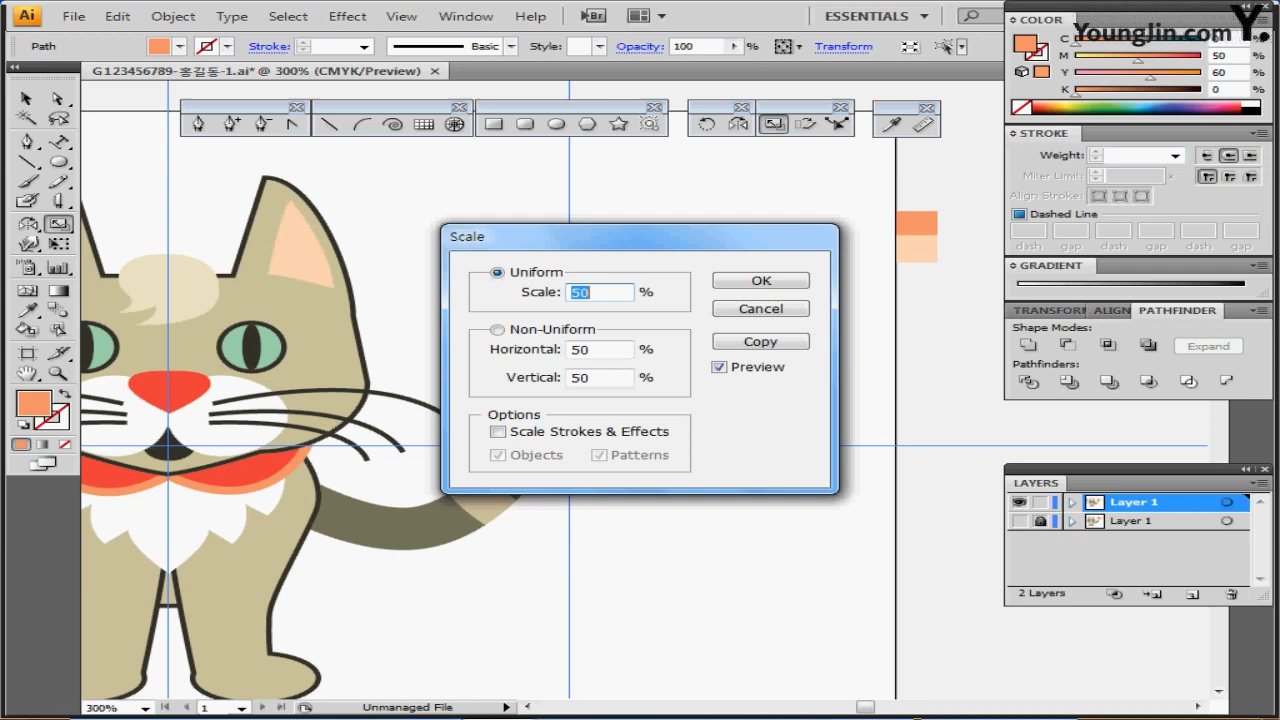 Ai File Edit Object Type Select Effect View Window Help Br ESSENTIALS
Younglin.com Y.
Path Stroke: Basic Style: Opacity: 100 % Transform
G123456789-홍길동-1.ai* @ 300% (CMYK/Preview)
COLOR
C %
M 50 %
Y 60 %
K 0 %
STROKE
Weight:
Miter Limit: x
Align Stroke:
Dashed Line
dash gap dash gap dash gap
GRADIENT
TRANSFORM ALIGN PATHFINDER
Shape Modes:
Expand
Pathfinders:
Scale
Uniform
Scale: 50 %
Non-Uniform
Horizontal: 50 %
Vertical: 50 %
Options
Scale Strokes & Effects
Objects Patterns
OK
Cancel
Copy
Preview
LAYERS
Layer 1
Layer 1
2 Layers
300% 1 Unmanaged File